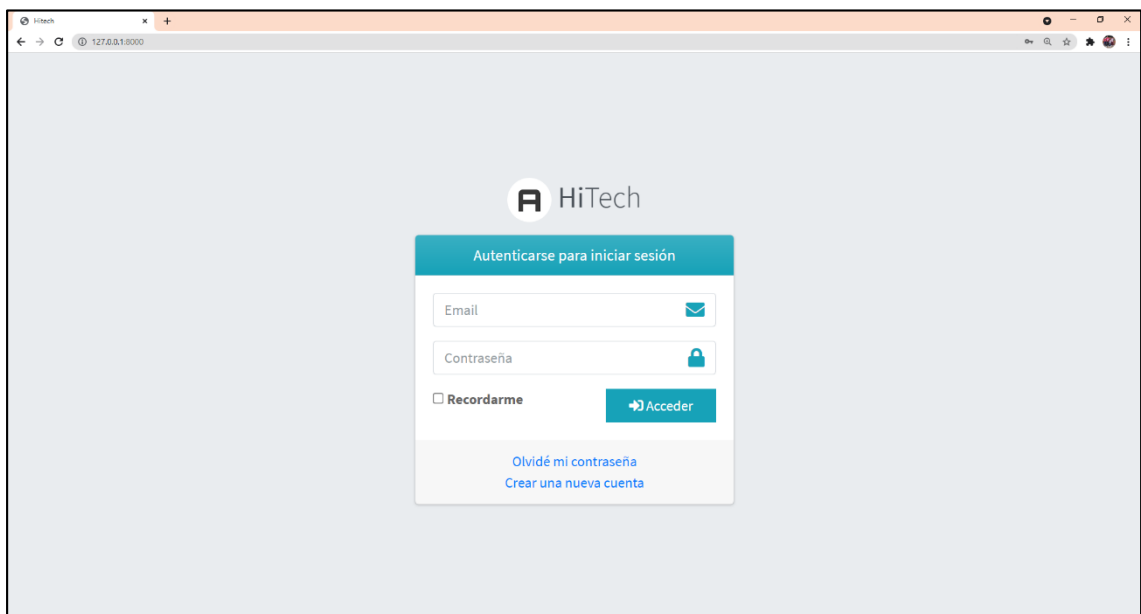 Hitech
127.0.0.1:8000
HiTech
Autenticarse para iniciar sesión
Email
Contraseña
Recordarme
Acceder
Olvidé mi contraseña
Crear una nueva cuenta